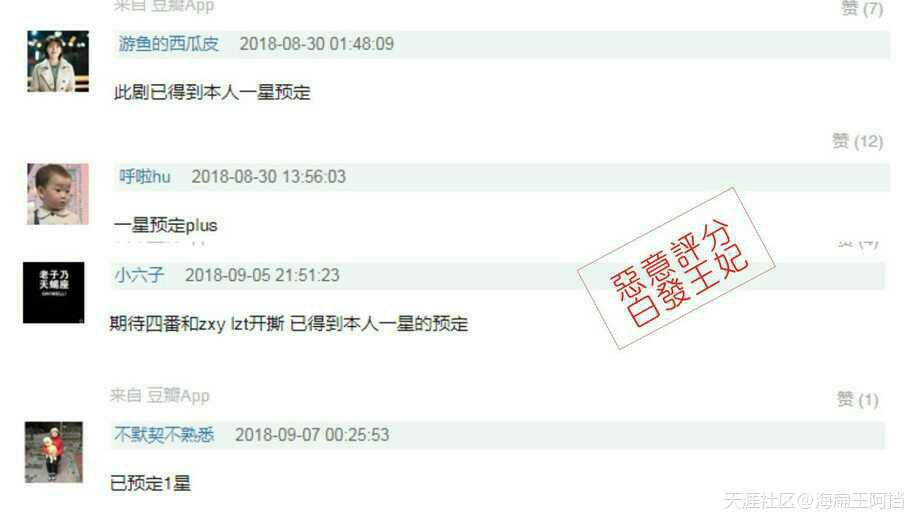 来自 豆瓣App
赞 (7)
游鱼的西瓜皮 2018-08-30 01:48:09
此剧已得到本人一星预定
赞 (12)
呼啦hu 2018-08-30 13:56:03
一星预定plus
赞 (4)
小六子 2018-09-05 21:51:23
老子乃
天蝎座
期待四番和zxy lzt开撕 已得到本人一星的预定
惡意評分
白發王妃
来自 豆瓣App
赞 (1)
不默契不熟悉 2018-09-07 00:25:53
已预定1星
天涯社区@海扁王阿挡